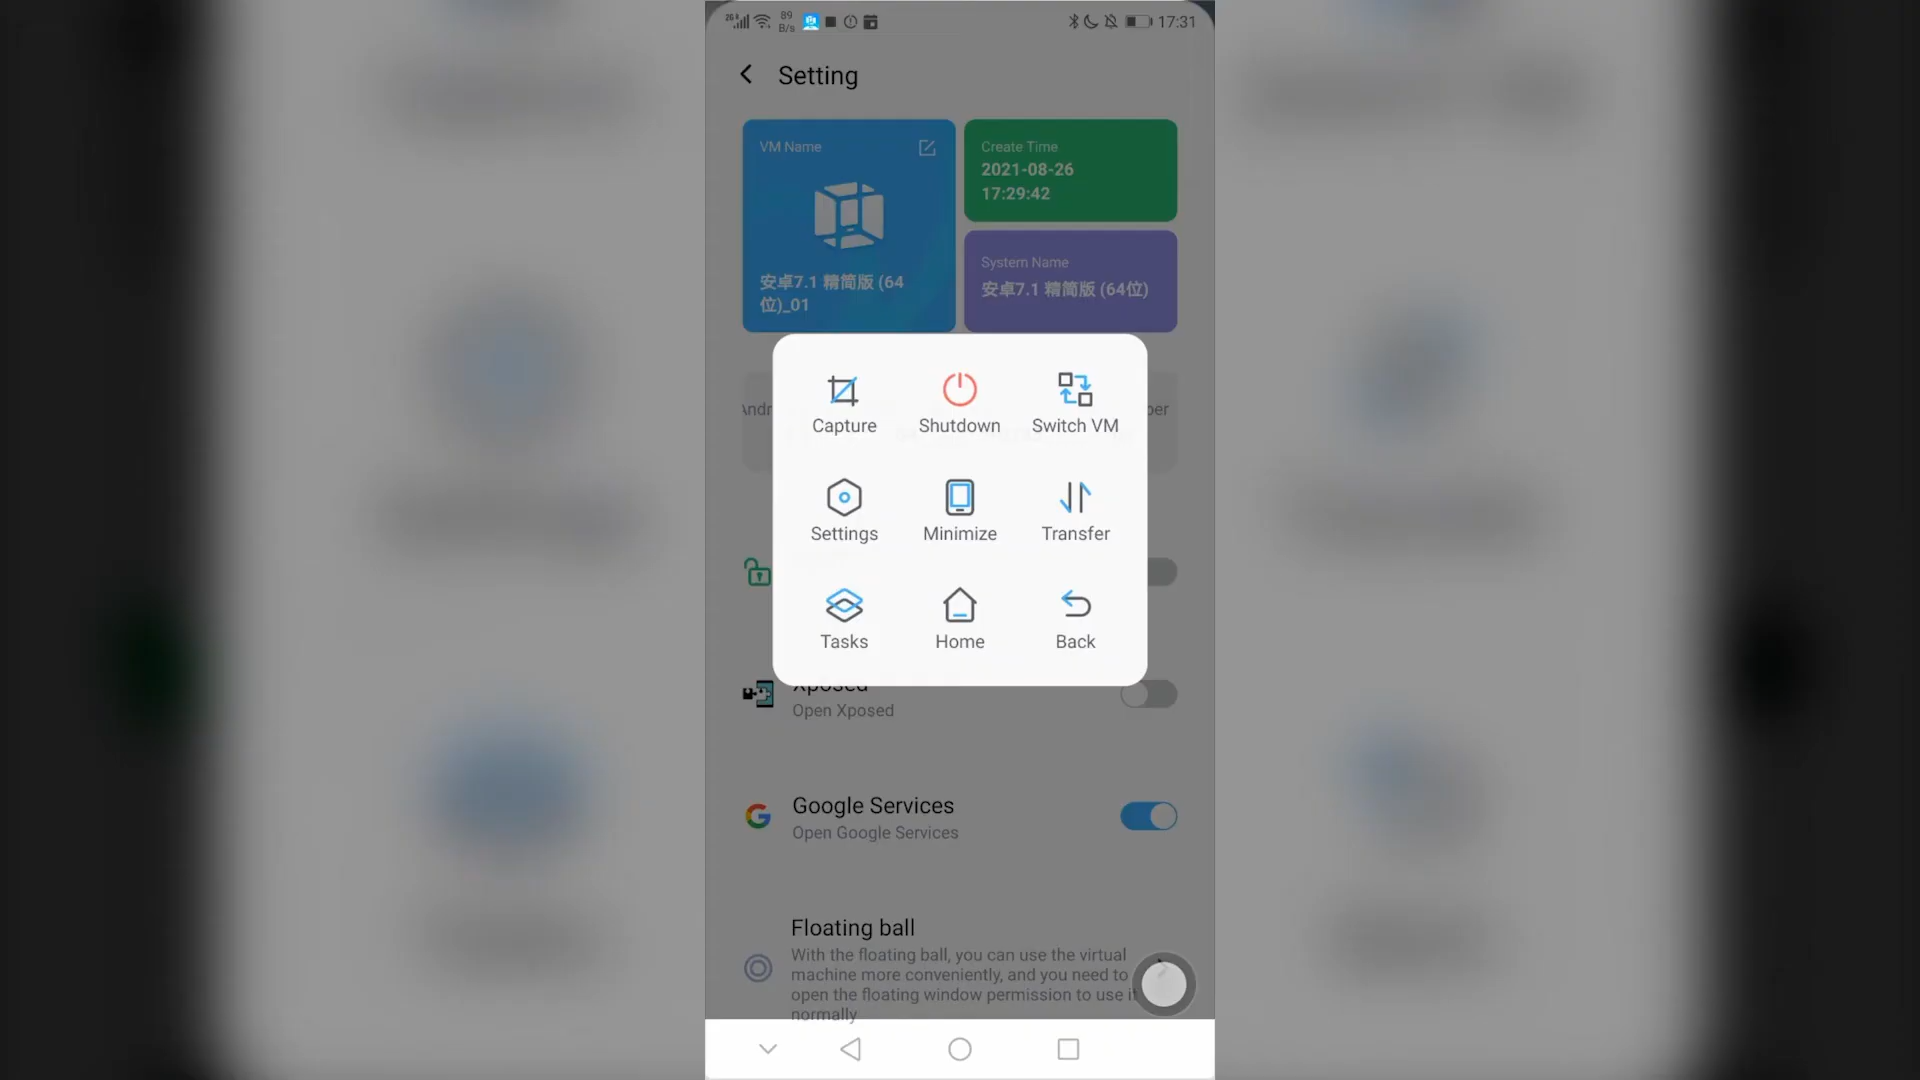 2G
89
B/s
17:31
Setting
VM Name
安卓7.1 精简版 (64
位)_01
Create Time
2021-08-26
17:29:42
System Name
安卓7.1 精简版 (64位)
Capture
Shutdown
Switch VM
Settings
Minimize
Transfer
Tasks
Home
Back
Xposed
Open Xposed
Google Services
Open Google Services
Floating ball
With the floating ball, you can use the virtual
machine more conveniently, and you need to
open the floating window permission to use it
normally